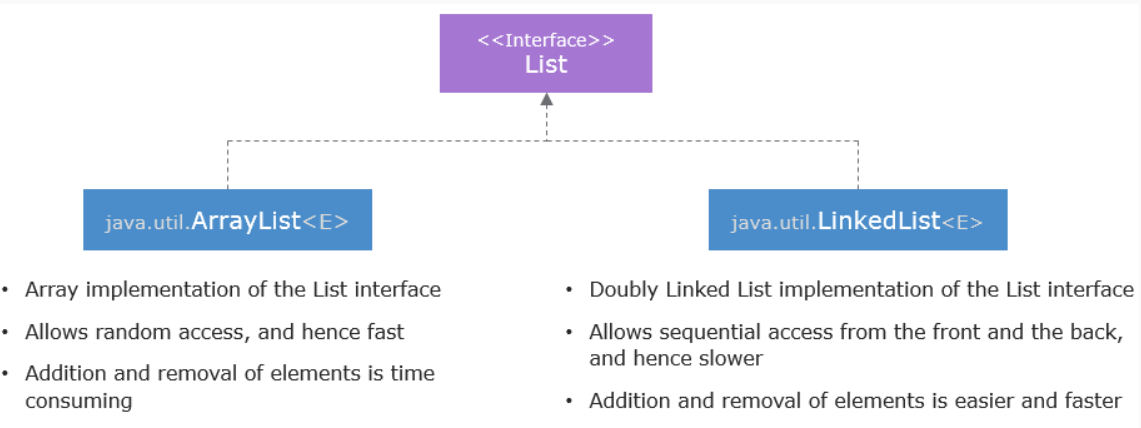 <<Interface>>
List
java.util.ArrayList<E>
java.util.LinkedList<E>
• Array implementation of the List interface
• Allows random access, and hence fast
• Addition and removal of elements is time
consuming
• Doubly Linked List implementation of the List interface
• Allows sequential access from the front and the back,
and hence slower
• Addition and removal of elements is easier and faster